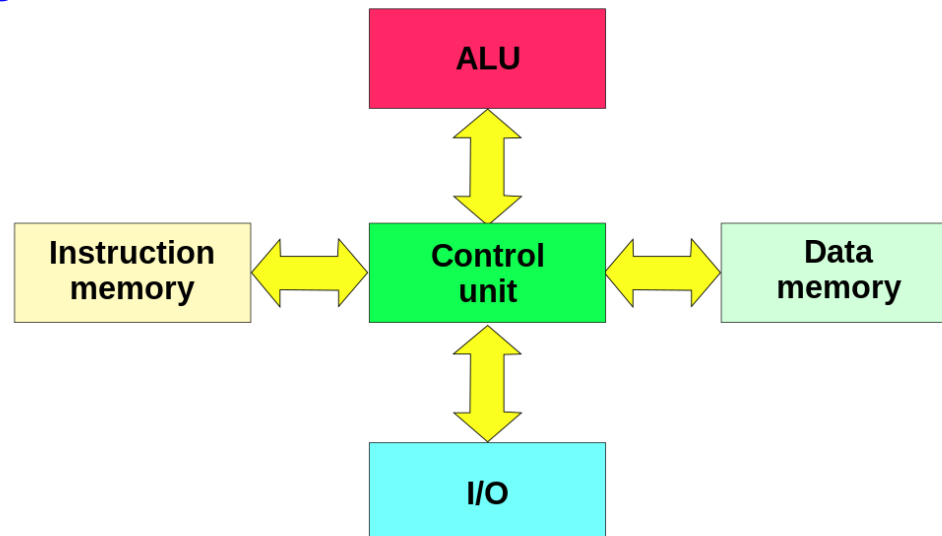 ALU
Instruction
memory
Control
unit
Data
memory
I/O